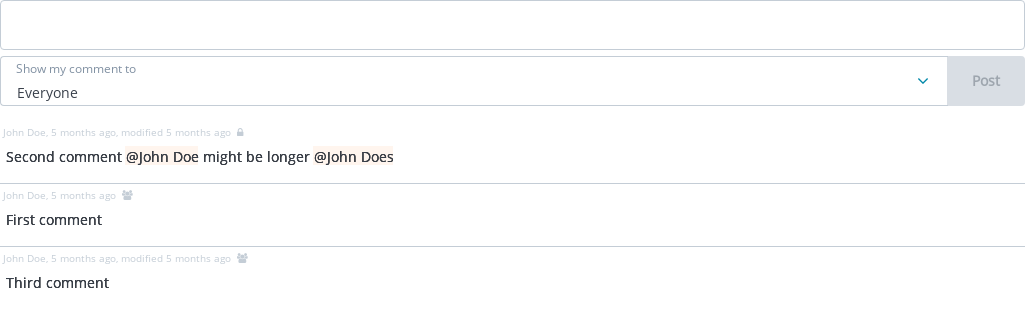 Show my comment to
Everyone
Post
John Doe, 5 months ago, modified 5 months ago
Second comment @John Doe might be longer @John Does
John Doe, 5 months ago
First comment
John Doe, 5 months ago, modified 5 months ago
Third comment